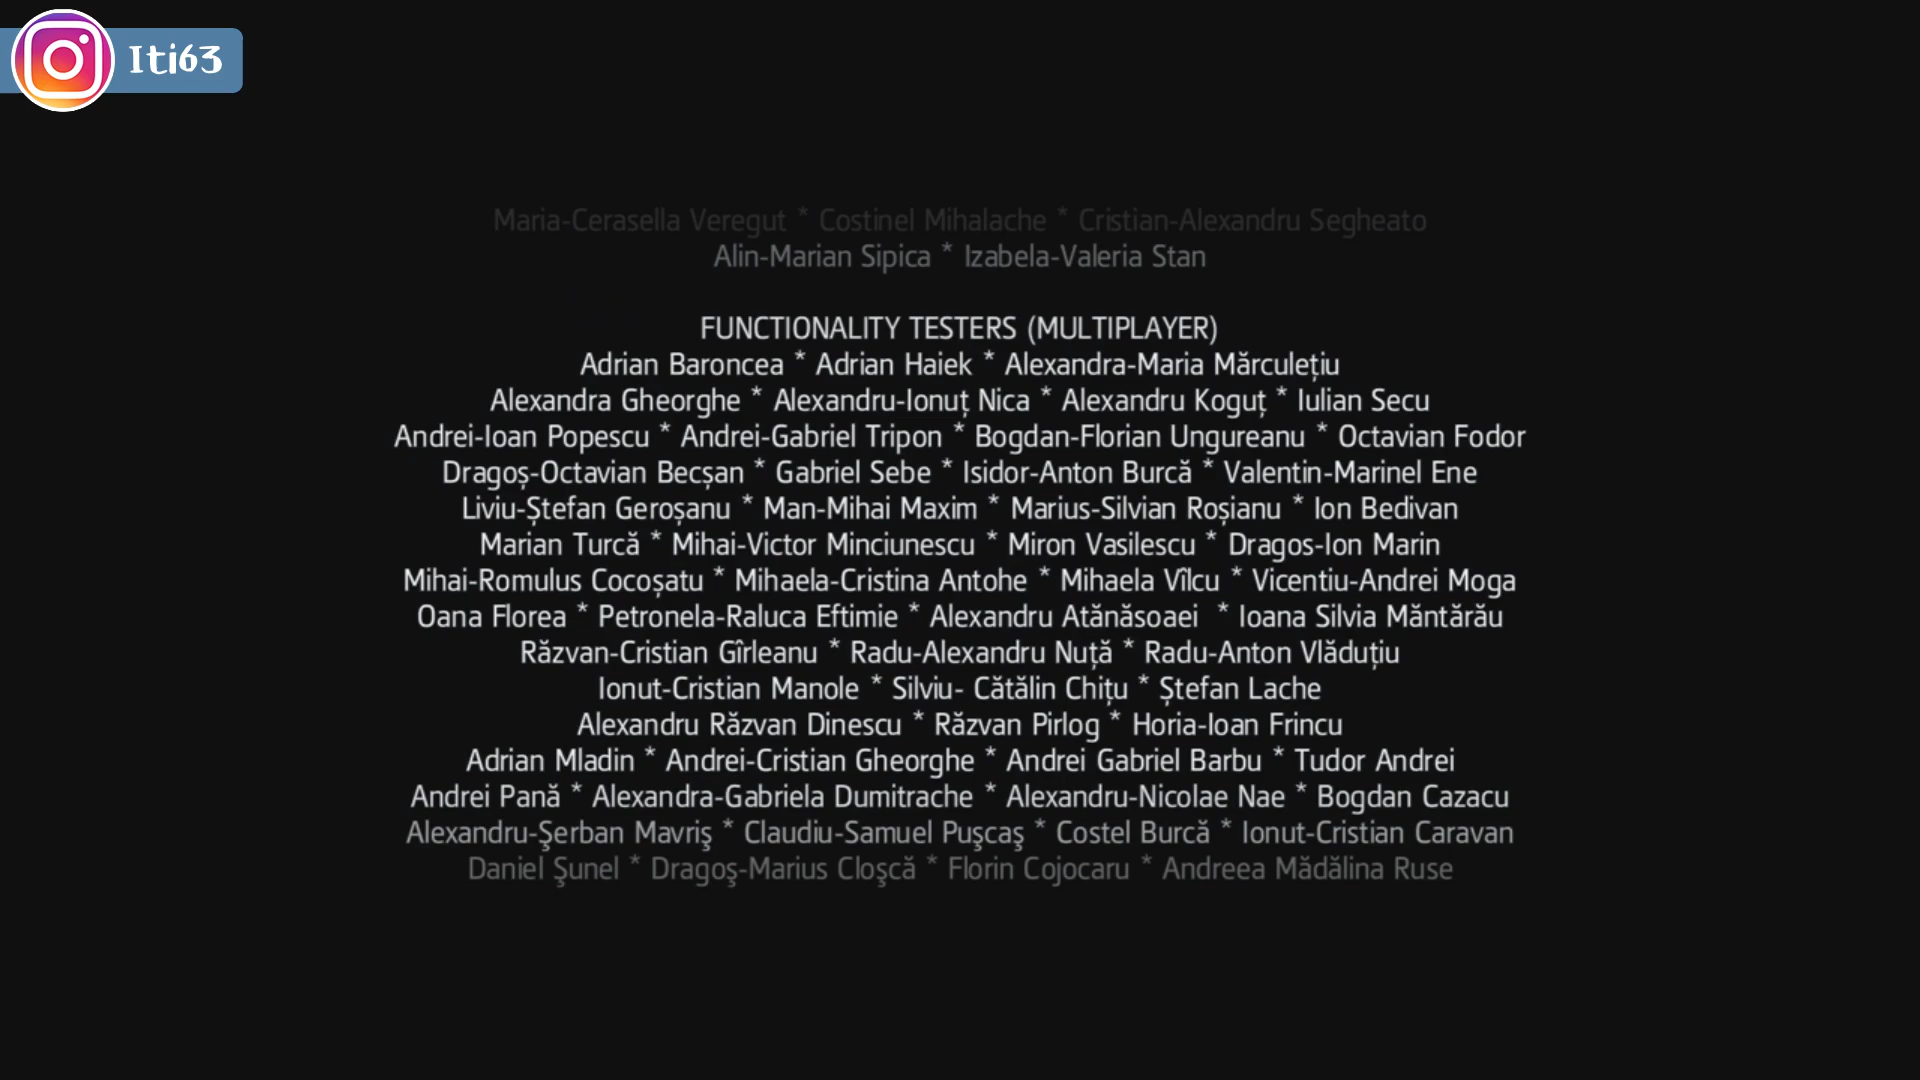 Iti63
Maria-Cerasella Veregut * Costinel Mihalache * Cristian-Alexandru Segheato
Alin-Marian Sipica * Izabela-Valeria Stan
FUNCTIONALITY TESTERS (MULTIPLAYER)
Adrian Baroncea * Adrian Haiek * Alexandra-Maria Mărculețiu
Alexandra Gheorghe * Alexandru-Ionuț Nica * Alexandru Koguț * Iulian Secu
Andrei-Ioan Popescu * Andrei-Gabriel Tripon * Bogdan-Florian Ungureanu * Octavian Fodor
Dragoș-Octavian Becșan * Gabriel Sebe * Isidor-Anton Burcă * Valentin-Marinel Ene
Liviu-Ștefan Geroșanu * Man-Mihai Maxim * Marius-Silvian Roșianu * Ion Bedivan
Marian Turcă * Mihai-Victor Minciunescu * Miron Vasilescu * Dragos-Ion Marin
Mihai-Romulus Cocoșatu * Mihaela-Cristina Antohe * Mihaela Vîlcu * Vicentiu-Andrei Moga
Oana Florea * Petronela-Raluca Eftimie * Alexandru Atănăsoaei * Ioana Silvia Măntărău
Răzvan-Cristian Gîrleanu * Radu-Alexandru Nuță * Radu-Anton Vlăduțiu
Ionut-Cristian Manole * Silviu- Cătălin Chițu * Ștefan Lache
Alexandru Răzvan Dinescu * Răzvan Pirlog * Horia-Ioan Frincu
Adrian Mladin * Andrei-Cristian Gheorghe * Andrei Gabriel Barbu * Tudor Andrei
Andrei Pană * Alexandra-Gabriela Dumitrache * Alexandru-Nicolae Nae * Bogdan Cazacu
Alexandru-Şerban Mavriş * Claudiu-Samuel Puşcaş * Costel Burcă * Ionut-Cristian Caravan
Daniel Şunel * Dragoş-Marius Cloşcă * Florin Cojocaru * Andreea Mădălina Ruse